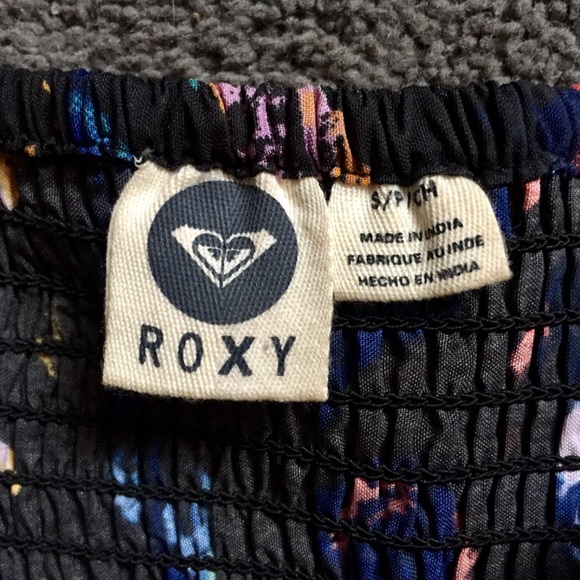 ROXY
S/P/CH
MADE IN INDIA
FABRIQUE AU INDE
HECHO EN INDIA